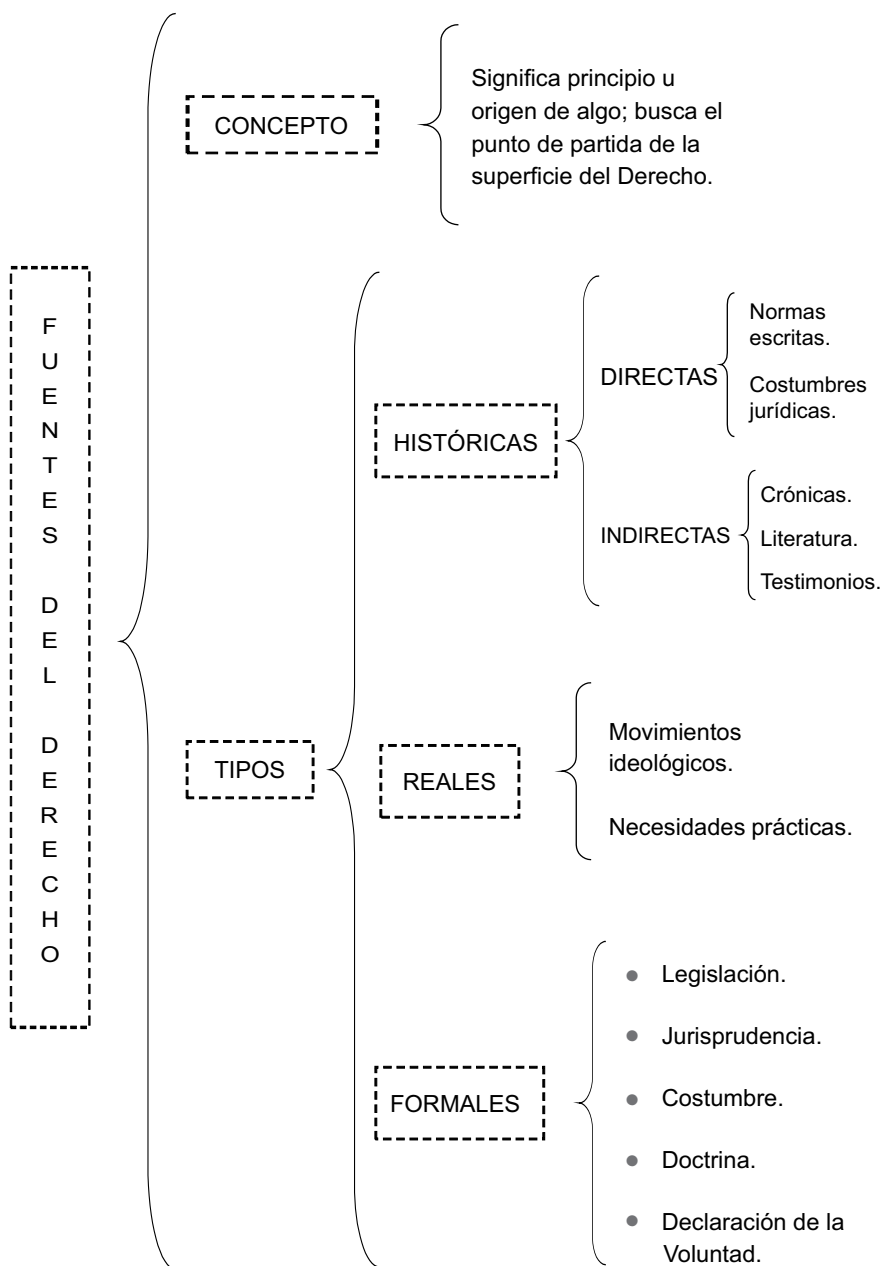 FUENTES DEL DERECHO
CONCEPTO
Significa principio u
origen de algo; busca el
punto de partida de la
superficie del Derecho.
TIPOS
HISTÓRICAS
DIRECTAS
Normas
escritas.
Costumbres
jurídicas.
INDIRECTAS
Crónicas.
Literatura.
Testimonios.
REALES
Movimientos
ideológicos.
Necesidades prácticas.
FORMALES
Legislación.
Jurisprudencia.
Costumbre.
Doctrina.
Declaración de la
Voluntad.